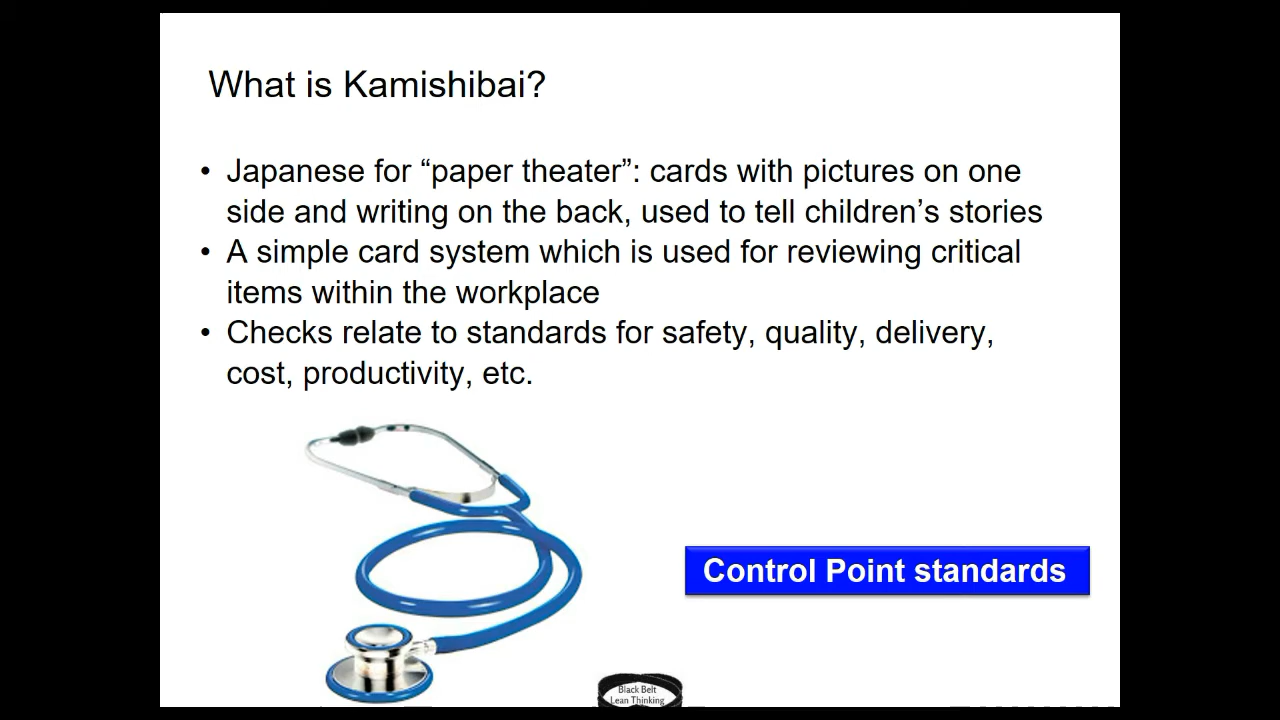 What is Kamishibai?
• Japanese for “paper theater”: cards with pictures on one
side and writing on the back, used to tell children’s stories
• A simple card system which is used for reviewing critical
items within the workplace
• Checks relate to standards for safety, quality, delivery,
cost, productivity, etc.
Control Point standards
Black Belt
Lean Thinking